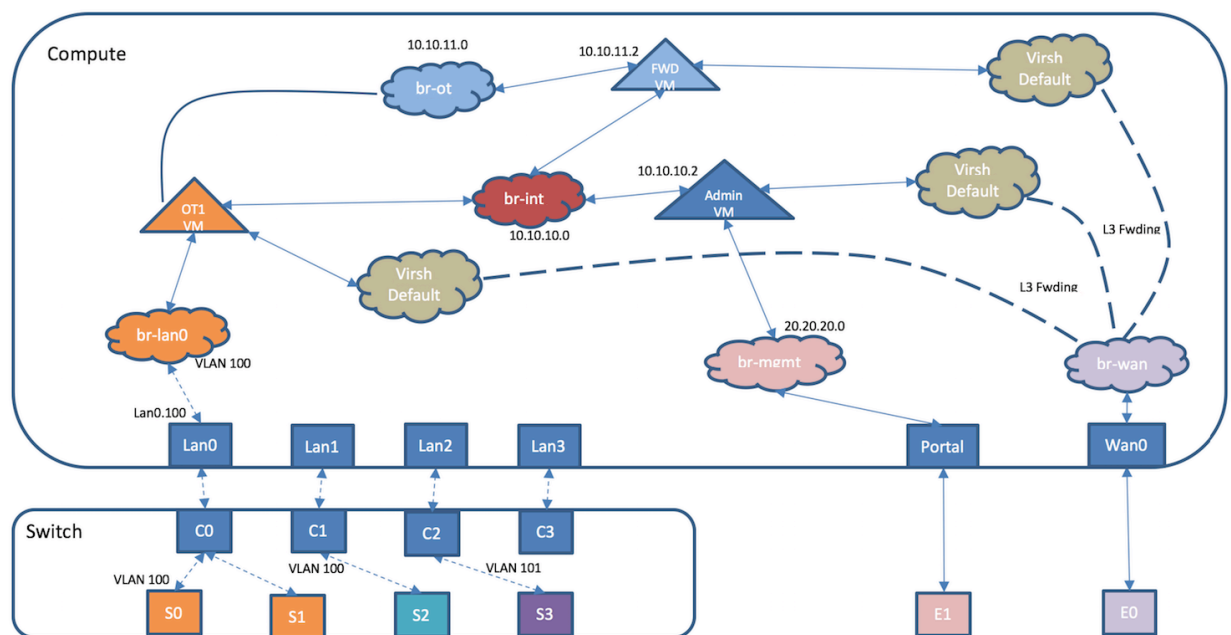 Compute
10.10.11.0
br-ot
10.10.11.2
FWD
VM
Virsh
Default
OT1
VM
br-int
10.10.10.0
10.10.10.2
Admin
VM
Virsh
Default
L3 Fwding
Virsh
Default
L3 Fwding
br-lan0
VLAN 100
20.20.20.0
br-mgmt
br-wan
Lan0.100
Lan0
Lan1
Lan2
Lan3
Portal
Wan0
Switch
C0
C1
C2
C3
VLAN 100
VLAN 100
VLAN 101
S0
S1
S2
S3
E1
E0